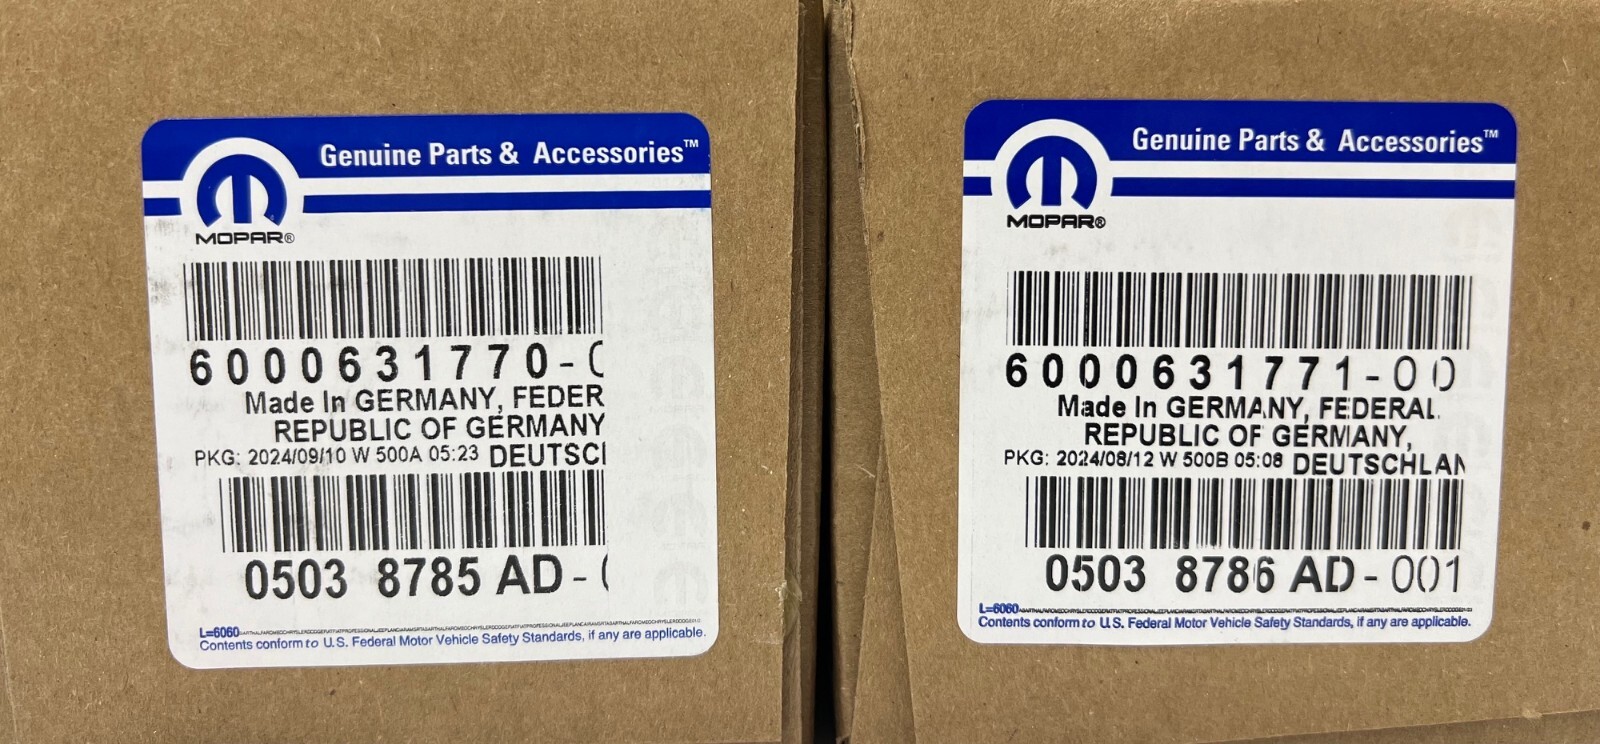 Genuine Parts & Accessories™
MOPAR®
6000631770-0
Made In GERMANY, FEDER
REPUBLIC OF GERMANY
PKG: 2024/09/10 W 500A 05:23 DEUTSCH
0503 8785 AD-
L=6060
Contents conform to U.S. Federal Motor Vehicle Safety Standards, if any are applicable.
Genuine Parts & Accessories™
MOPAR®
6000631771-00
Made In GERMANY, FEDERAL
REPUBLIC OF GERMANY,
PKG: 2024/08/12 W 500B 05:08 DEUTSCHLAN
0503 8786 AD-001
L=6060
Contents conform to U.S. Federal Motor Vehicle Safety Standards, if any are applicable.